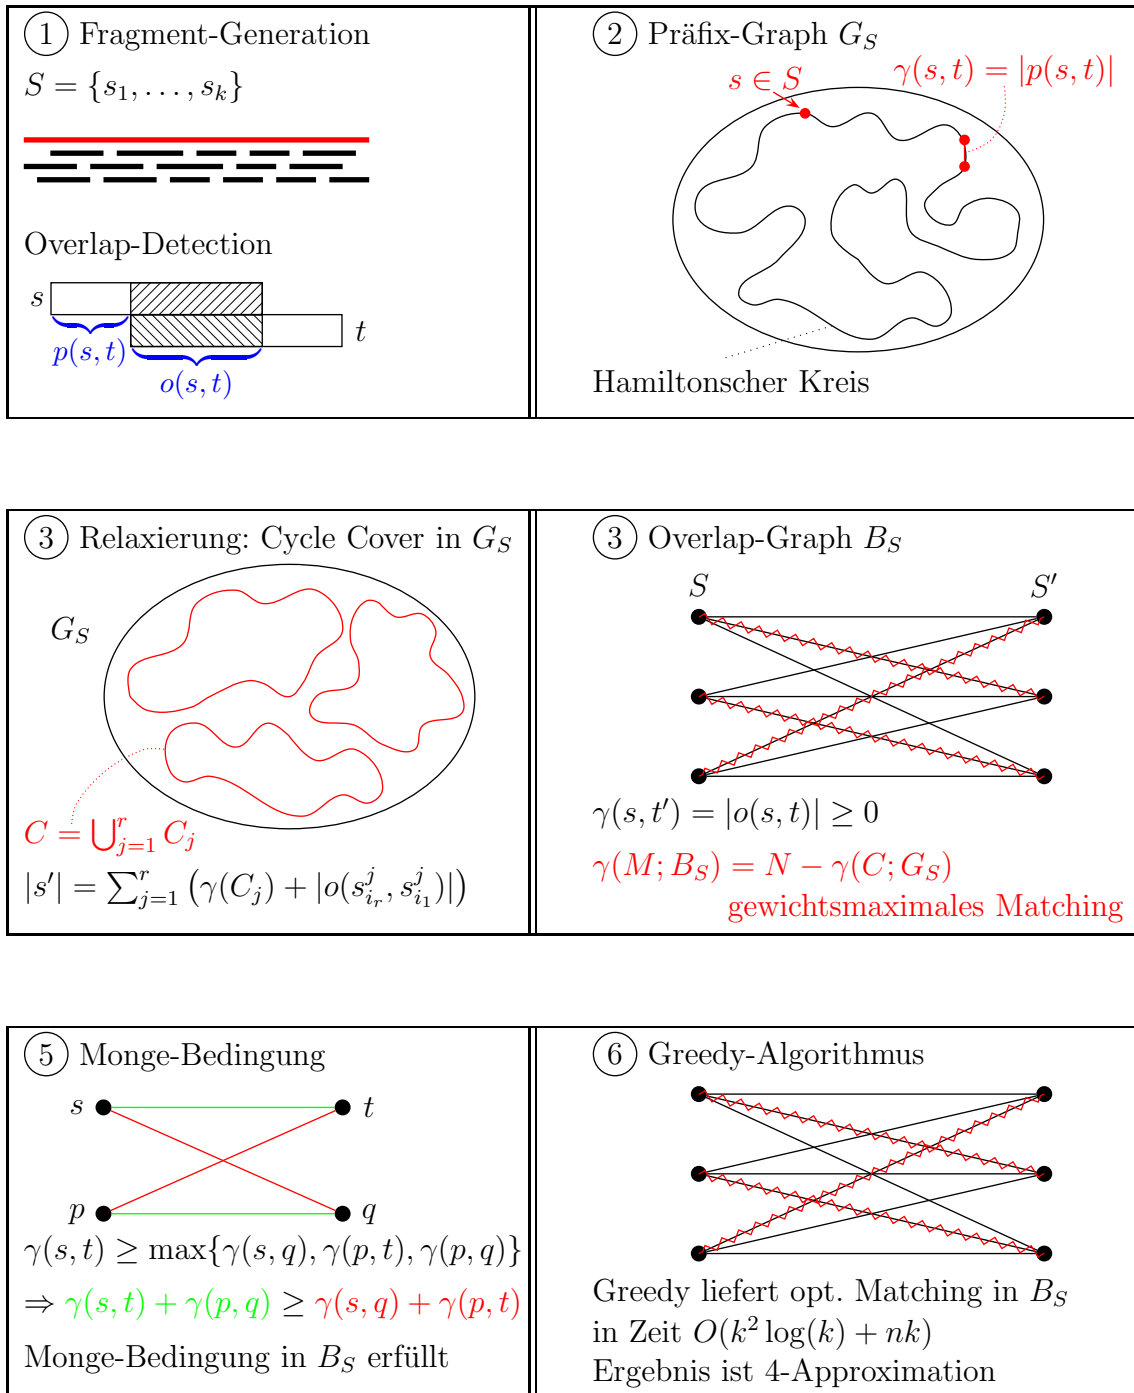 1 Fragment-Generation
S = {s_1, . . . , s_k}
Overlap-Detection
s
p(s, t)
t
o(s, t)
2 Präfix-Graph G_S
s ∈ S
γ(s, t) = |p(s, t)|
Hamiltonscher Kreis
3 Relaxierung: Cycle Cover in G_S
G_S
C = ⋃_{j=1}^r C_j
|s'| = ∑_{j=1}^r (γ(C_j) + |o(s_{i_r}^j, s_{i_1}^j)|)
3 Overlap-Graph B_S
S S'
γ(s, t') = |o(s, t)| ≥ 0
γ(M; B_S) = N − γ(C; G_S)
gewichtsmaximales Matching
5 Monge-Bedingung
s t
p q
γ(s, t) ≥ max{γ(s, q), γ(p, t), γ(p, q)}
⇒ γ(s, t) + γ(p, q) ≥ γ(s, q) + γ(p, t)
Monge-Bedingung in B_S erfüllt
6 Greedy-Algorithmus
Greedy liefert opt. Matching in B_S
in Zeit O(k^2 log(k) + nk)
Ergebnis ist 4-Approximation